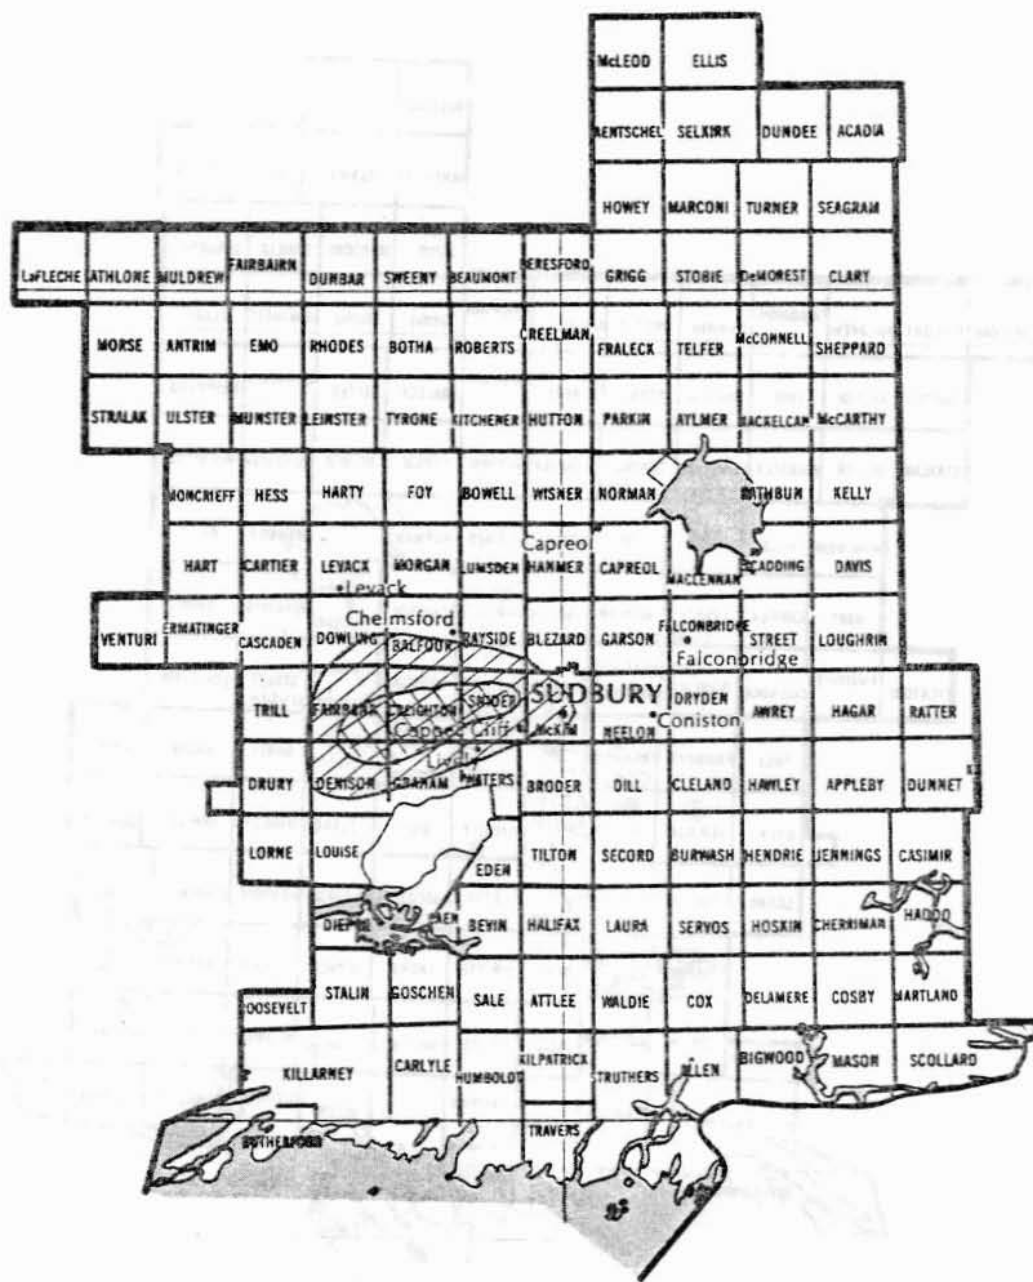 McLEOD ELLIS
SELKIRK DUNDEE ACADIA
HOWEY MARCONI TURNER SEAGRAM
LaFLECHE ATHLONE MULDREW FAIRBAIRN DUNBAR SWEENY BEAUMONT BERESFORD GRIGG STOBIE DeMOREST CLARY
MORSE ANTRIM EMO RHODES BOTHA ROBERTS CREELMAN FRALECK TELFER McCONNELL SHEPPARD
STRALAK ULSTER MUNSTER LEINSTER TYRONE KITCHENER HUTTON PARKIN AYLMER MACKELCAN McCARTHY
MONCRIEFF HESS HARTY FOY BOWELL WISNER NORMAN RATHBUN KELLY
Capreol
HART CARTIER LEVACK MORGAN LUMSDEN HANMER CAPREOL MACLENNAN SCADDING DAVIS
Levack
Chelmsford
VENTURI ERMATINGER CASCADEN DOWLING BALFOUR RAYSIDE BLEZARD GARSON FALCONBRIDGE STREET LOUGHRIN
Falconbridge
SUDBURY
TRILL FAIRBANK CREIGHTON SNIDER McKIM NEELON DRYDEN AWREY HAGAR RATTER
Copper Cliff Coniston
Lively
DRURY DENISON GRAHAM WATERS BRODER DILL CLELAND HAWLEY APPLEBY DUNNET
LORNE LOUISE EDEN TILTON SECORD BURWASH HENDRIE JENNINGS CASIMIR
BEVIN HALIFAX LAURA SERVOS HOSKIN CHERRIMAN HADDO
ROOSEVELT STALIN GOSCHEN SALE ATTLEE WALDIE COX DELAMERE COSBY MARTLAND
KILLARNEY CARLYLE HUMBOLDT KILPATRICK STRUTHERS ALLEN BIGWOOD MASON SCOLLARD
RUTHERFORD TRAVERS